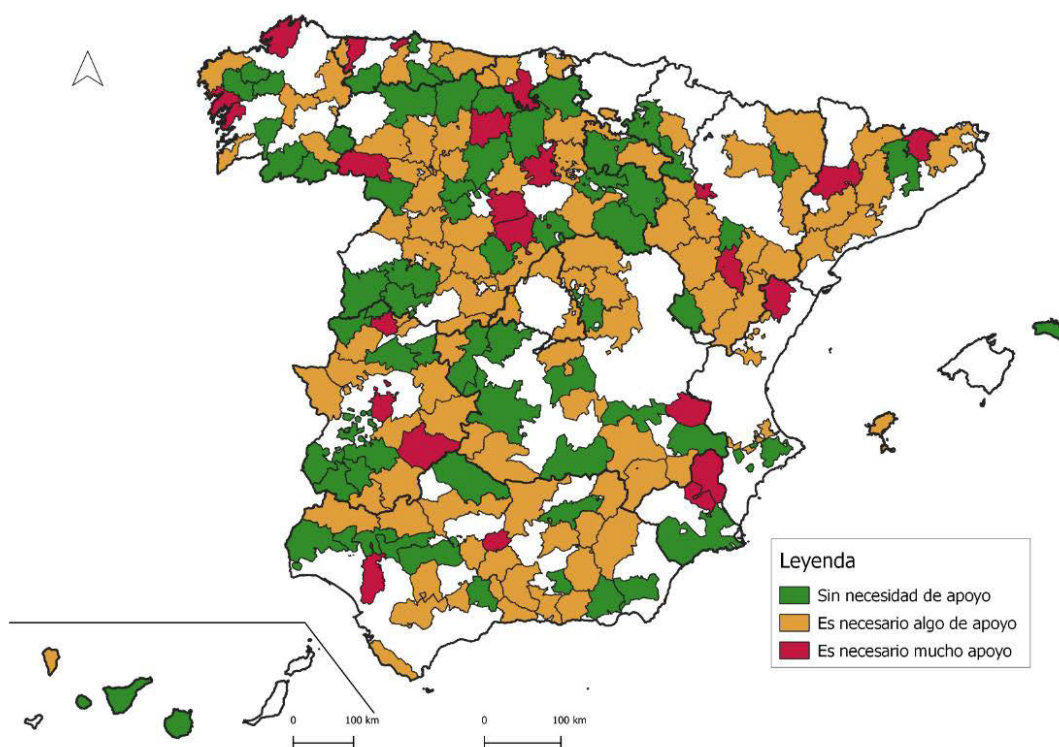 Leyenda
Sin necesidad de apoyo
Es necesario algo de apoyo
Es necesario mucho apoyo
0 100 km
0 100 km